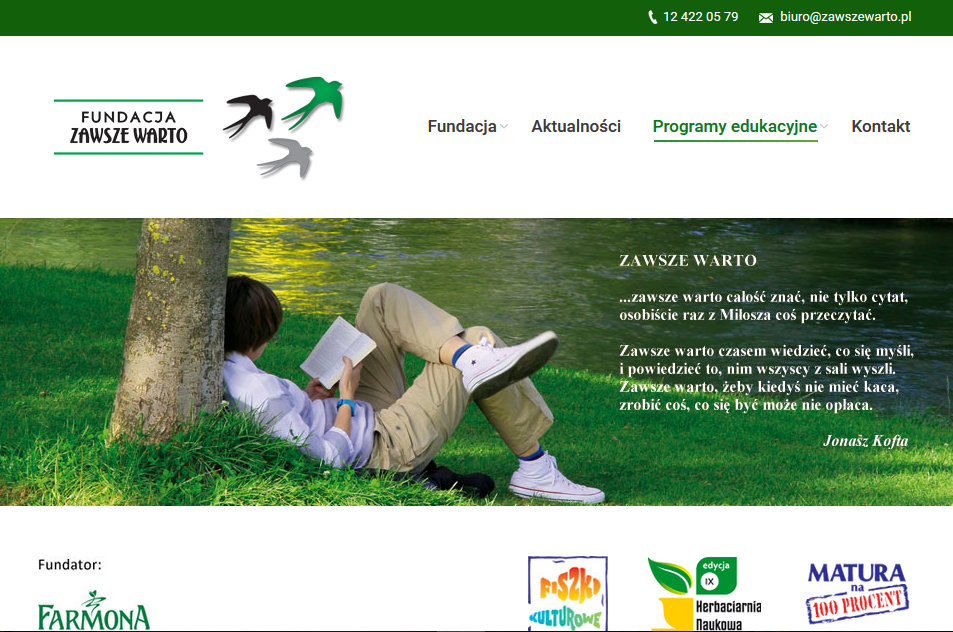 12 422 05 79 biuro@zawszewarto.pl
FUNDACJA
ZAWSZE WARTO
Fundacja Aktualności Programy edukacyjne Kontakt
ZAWSZE WARTO
...zawsze warto całość znać, nie tylko cytat,
osobiście raz z Miłosza coś przeczytać.
Zawsze warto czasem wiedzieć, co się myśli,
i powiedzieć to, nim wszyscy z sali wyszli.
Zawsze warto, żeby kiedyś nie mieć kaca,
zrobić coś, co się być może nie opłaca.
Jonasz Kofta
Fundator:
FARMONA
FISZKI
KULTUROWE
edycja
IX
Herbaciarnia
Naukowa
MATURA
na
100 PROCENT